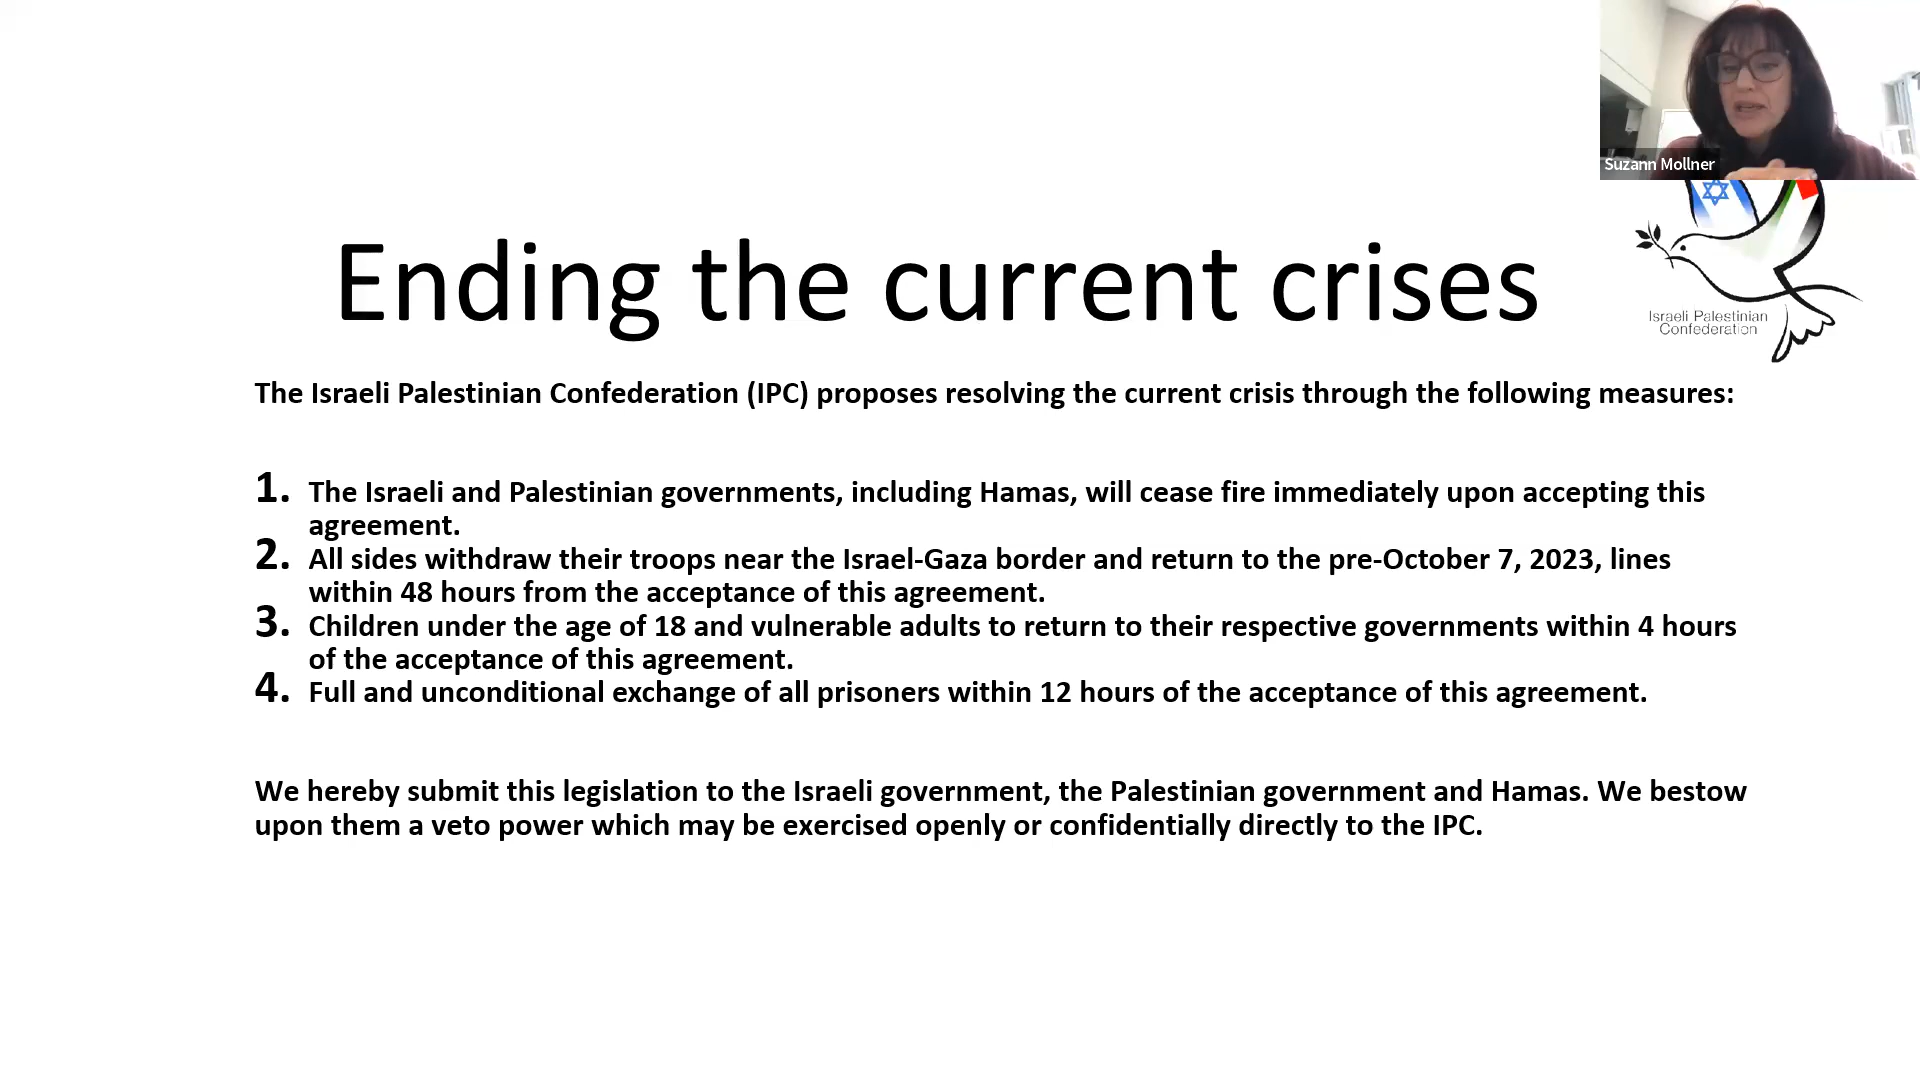 Suzann Mollner
Ending the current crises
Israeli Palestinian
Confederation
The Israeli Palestinian Confederation (IPC) proposes resolving the current crisis through the following measures:
1. The Israeli and Palestinian governments, including Hamas, will cease fire immediately upon accepting this
agreement.
2. All sides withdraw their troops near the Israel-Gaza border and return to the pre-October 7, 2023, lines
within 48 hours from the acceptance of this agreement.
3. Children under the age of 18 and vulnerable adults to return to their respective governments within 4 hours
of the acceptance of this agreement.
4. Full and unconditional exchange of all prisoners within 12 hours of the acceptance of this agreement.
We hereby submit this legislation to the Israeli government, the Palestinian government and Hamas. We bestow
upon them a veto power which may be exercised openly or confidentially directly to the IPC.